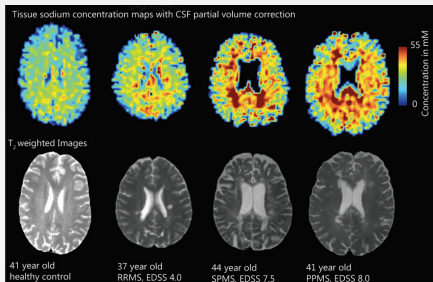 Tissue sodium concentration maps with CSF partial volume correction
55
0
Concentration in mM
T2 weighted Images
41 year old
healthy control
37 year old
RRMS, EDSS 4.0
44 year old
SPMS, EDSS 7.5
41 year old
PPMS, EDSS 8.0